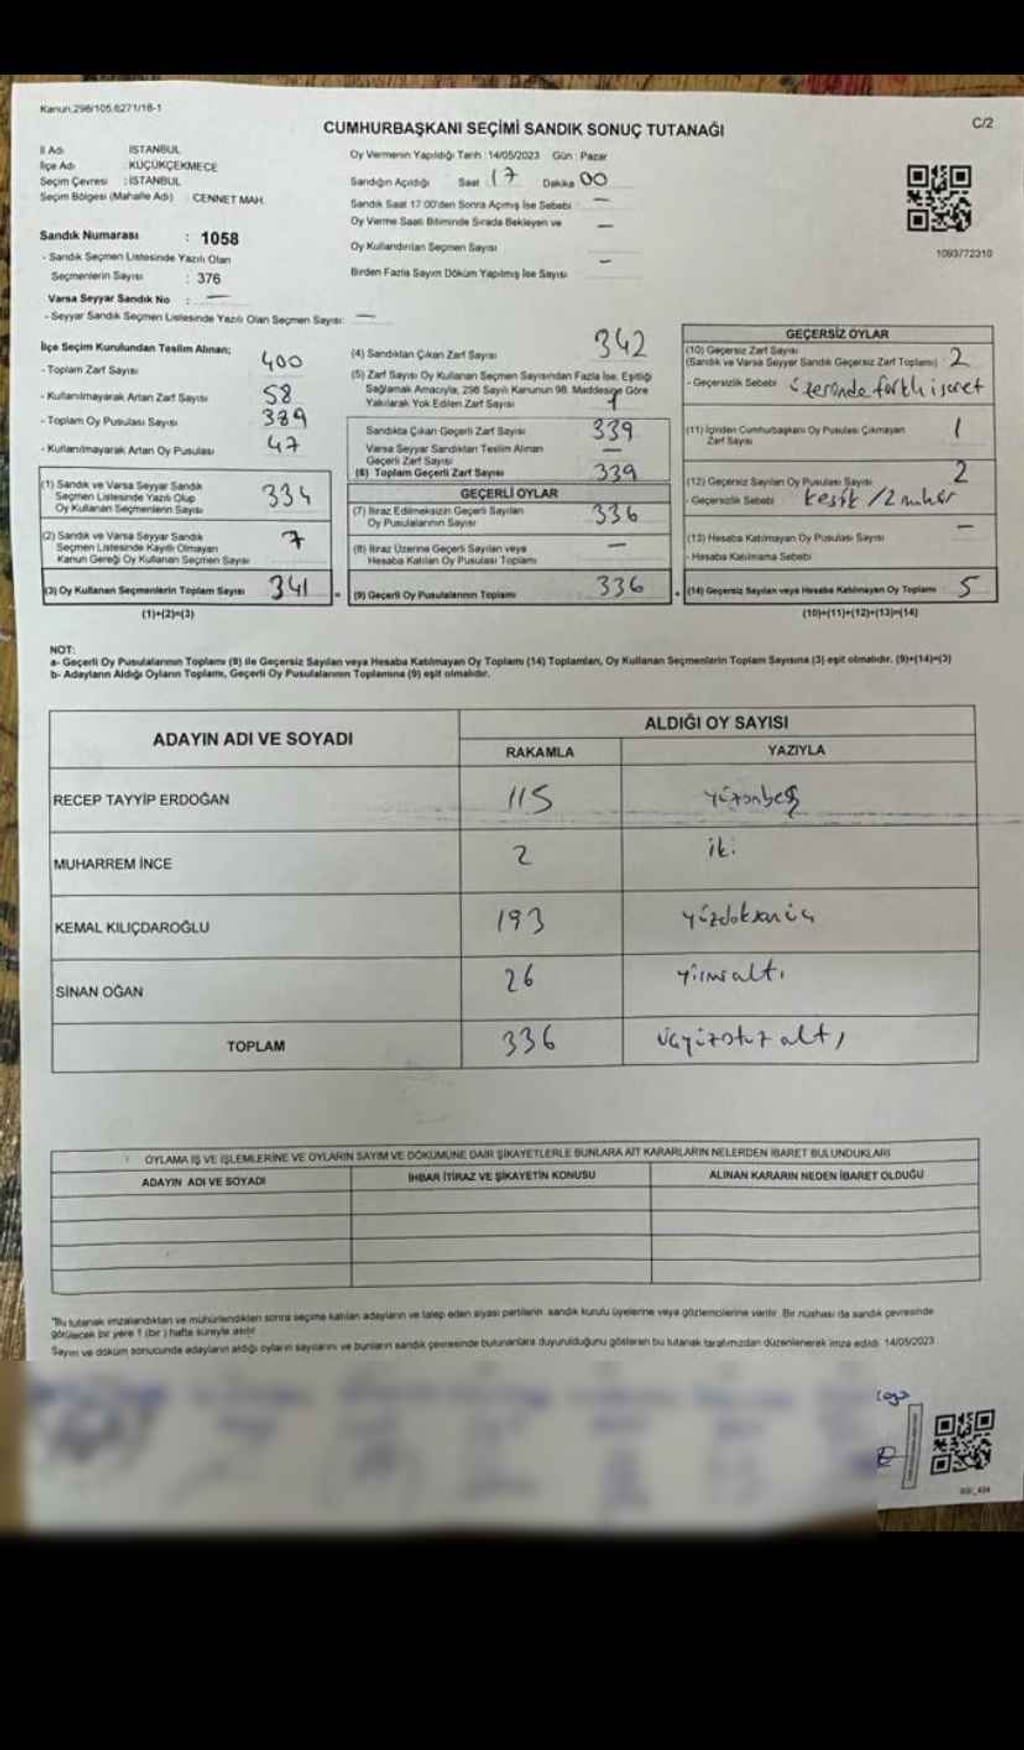 Kanun:298/105,6271/18-1
C/2
CUMHURBAŞKANI SEÇİMİ SANDIK SONUÇ TUTANAĞI
İl Adı : İSTANBUL
İlçe Adı : KÜÇÜKÇEKMECE
Seçim Çevresi : İSTANBUL
Seçim Bölgesi (Mahalle Adı) CENNET MAH.
Oy Vermenin Yapıldığı Tarih : 14/05/2023 Gün : Pazar
Sandığın Açıldığı Saat : 17 Dakika 00
Sandık Saat 17:00'den Sonra Açılmış İse Sebebi : —
Oy Verme Saati Bitiminde Sırada Bekleyen ve
Oy Kullandırılan Seçmen Sayısı —
Birden Fazla Sayım Döküm Yapılmış İse Sayısı —
1093772310
Sandık Numarası : 1058
- Sandık Seçmen Listesinde Yazılı Olan
Seçmenlerin Sayısı : 376
Varsa Seyyar Sandık No : —
- Seyyar Sandık Seçmen Listesinde Yazılı Olan Seçmen Sayısı: —
İlçe Seçim Kurulundan Teslim Alınan;
- Toplam Zarf Sayısı 400
- Kullanılmayarak Artan Zarf Sayısı 58
- Toplam Oy Pusulası Sayısı 389
- Kullanılmayarak Artan Oy Pusulası 47
(1) Sandık ve Varsa Seyyar Sandık
Seçmen Listesinde Yazılı Olup
Oy Kullanan Seçmenlerin Sayısı 334
(2) Sandık ve Varsa Seyyar Sandık
Seçmen Listesinde Kayıtlı Olmayan
Kanun Gereği Oy Kullanan Seçmen Sayısı 7
(3) Oy Kullanan Seçmenlerin Toplam Sayısı 341
(1)+(2)=(3)
(4) Sandıktan Çıkan Zarf Sayısı 342
(5) Zarf Sayısı Oy Kullanan Seçmen Sayısından Fazla İse, Eşitliği
Sağlamak Amacıyla, 298 Sayılı Kanunun 98. Maddesine Göre
Yakılarak Yok Edilen Zarf Sayısı 1
Sandıkta Çıkan Geçerli Zarf Sayısı 339
Varsa Seyyar Sandıktan Teslim Alınan
Geçerli Zarf Sayısı —
(6) Toplam Geçerli Zarf Sayısı 339
GEÇERLİ OYLAR
(7) İtiraz Edilmeksizin Geçerli Sayılan
Oy Pusulalarının Sayısı 336
(8) İtiraz Üzerine Geçerli Sayılan veya
Hesaba Katılan Oy Pusulası Toplamı —
(9) Geçerli Oy Pusulalarının Toplamı 336
GEÇERSİZ OYLAR
(10) Geçersiz Zarf Sayısı
(Sandık ve Varsa Seyyar Sandık Geçersiz Zarf Toplamı) 2
- Geçersizlik Sebebi : üzerinde farklı işaret
(11) İçinden Cumhurbaşkanı Oy Pusulası Çıkmayan
Zarf Sayısı 1
(12) Geçersiz Sayılan Oy Pusulası Sayısı 2
- Geçersizlik Sebebi kesik / 2 mühür
(13) Hesaba Katılmayan Oy Pusulası Sayısı —
- Hesaba Katılmama Sebebi
(14) Geçersiz Sayılan veya Hesaba Katılmayan Oy Toplamı 5
(10)+(11)+(12)+(13)=(14)
NOT:
a- Geçerli Oy Pusulalarının Toplamı (9) ile Geçersiz Sayılan veya Hesaba Katılmayan Oy Toplamı (14) Toplamları, Oy Kullanan Seçmenlerin Toplam Sayısına (3) eşit olmalıdır. (9)+(14)=(3)
b- Adayların Aldığı Oyların Toplamı, Geçerli Oy Pusulalarının Toplamına (9) eşit olmalıdır.
ADAYIN ADI VE SOYADI ALDIĞI OY SAYISI
RAKAMLA YAZIYLA
RECEP TAYYİP ERDOĞAN 115 yüzonbeş
MUHARREM İNCE 2 iki
KEMAL KILIÇDAROĞLU 193 yüzdoksanüç
SİNAN OĞAN 26 yirmialtı
TOPLAM 336 üçyüzotuzaltı
OYLAMA İŞ VE İŞLEMLERİNE VE OYLARIN SAYIM VE DÖKÜMÜNE DAİR ŞİKAYETLERLE BUNLARA AİT KARARLARIN NELERDEN İBARET BULUNDUKLARI
ADAYIN ADI VE SOYADI İHBAR İTİRAZ VE ŞİKAYETİN KONUSU ALINAN KARARIN NEDEN İBARET OLDUĞU
*Bu tutanak imzalandıktan ve mühürlendikten sonra seçime katılan adayların ve talep eden siyasi partilerin sandık kurulu üyelerine veya gözlemcilerine verilir. Bir nüshası da sandık çevresinde
görülecek bir yere 1 (bir) hafta süreyle asılır.
Sayım ve döküm sonucunda adayların aldığı oyların sayılarını ve bunların sandık çevresinde bulunanlara duyurulduğunu gösteren bu tutanak tarafımızdan düzenlenerek imza edildi. 14/05/2023